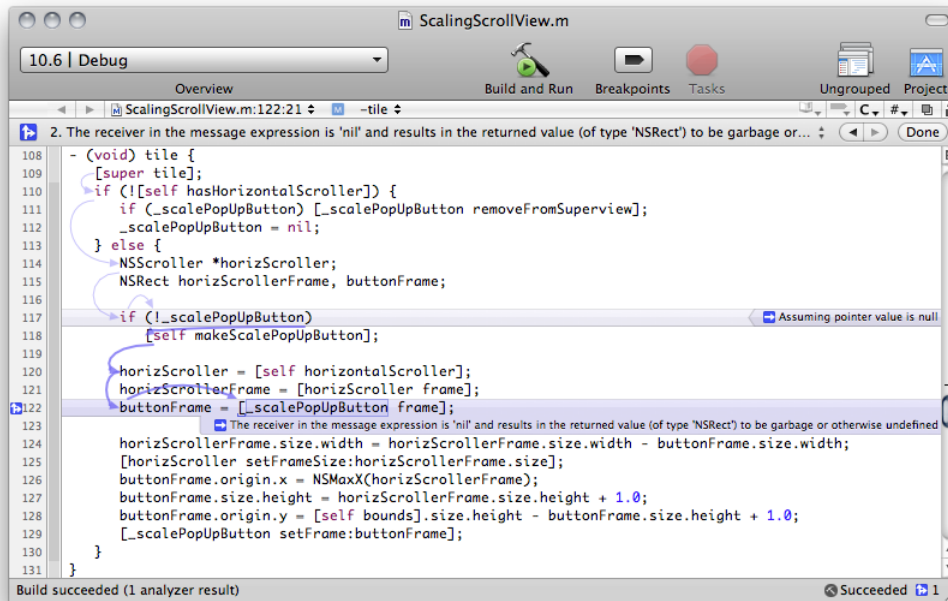 ScalingScrollView.m
10.6 | Debug
Overview
Build and Run
Breakpoints
Tasks
Ungrouped
Project
ScalingScrollView.m:122:21
M
-tile
C
#
2. The receiver in the message expression is 'nil' and results in the returned value (of type 'NSRect') to be garbage or...
Done
108 - (void) tile {
109 [super tile];
110 if (![self hasHorizontalScroller]) {
111 if (_scalePopUpButton) [_scalePopUpButton removeFromSuperview];
112 _scalePopUpButton = nil;
113 } else {
114 NSScroller *horizScroller;
115 NSRect horizScrollerFrame, buttonFrame;
116
117 if (!_scalePopUpButton) Assuming pointer value is null
118 [self makeScalePopUpButton];
119
120 horizScroller = [self horizontalScroller];
121 horizScrollerFrame = [horizScroller frame];
122 buttonFrame = [_scalePopUpButton frame];
123 The receiver in the message expression is 'nil' and results in the returned value (of type 'NSRect') to be garbage or otherwise undefined
124 horizScrollerFrame.size.width = horizScrollerFrame.size.width - buttonFrame.size.width;
125 [horizScroller setFrameSize:horizScrollerFrame.size];
126 buttonFrame.origin.x = NSMaxX(horizScrollerFrame);
127 buttonFrame.size.height = horizScrollerFrame.size.height + 1.0;
128 buttonFrame.origin.y = [self bounds].size.height - buttonFrame.size.height + 1.0;
129 [_scalePopUpButton setFrame:buttonFrame];
130 }
131 }
Build succeeded (1 analyzer result)
Succeeded
1